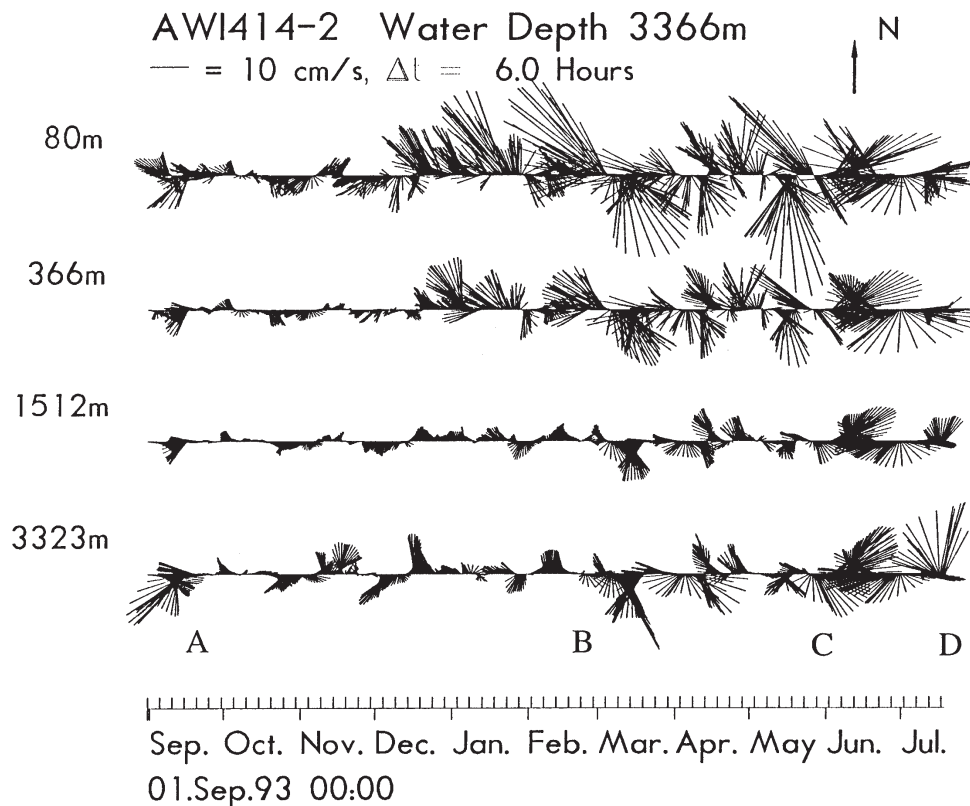 AWI414-2 Water Depth 3366m
N
= 10 cm/s, Δt = 6.0 Hours
80m
366m
1512m
3323m
A B C D
Sep. Oct. Nov. Dec. Jan. Feb. Mar. Apr. May Jun. Jul.
01.Sep.93 00:00